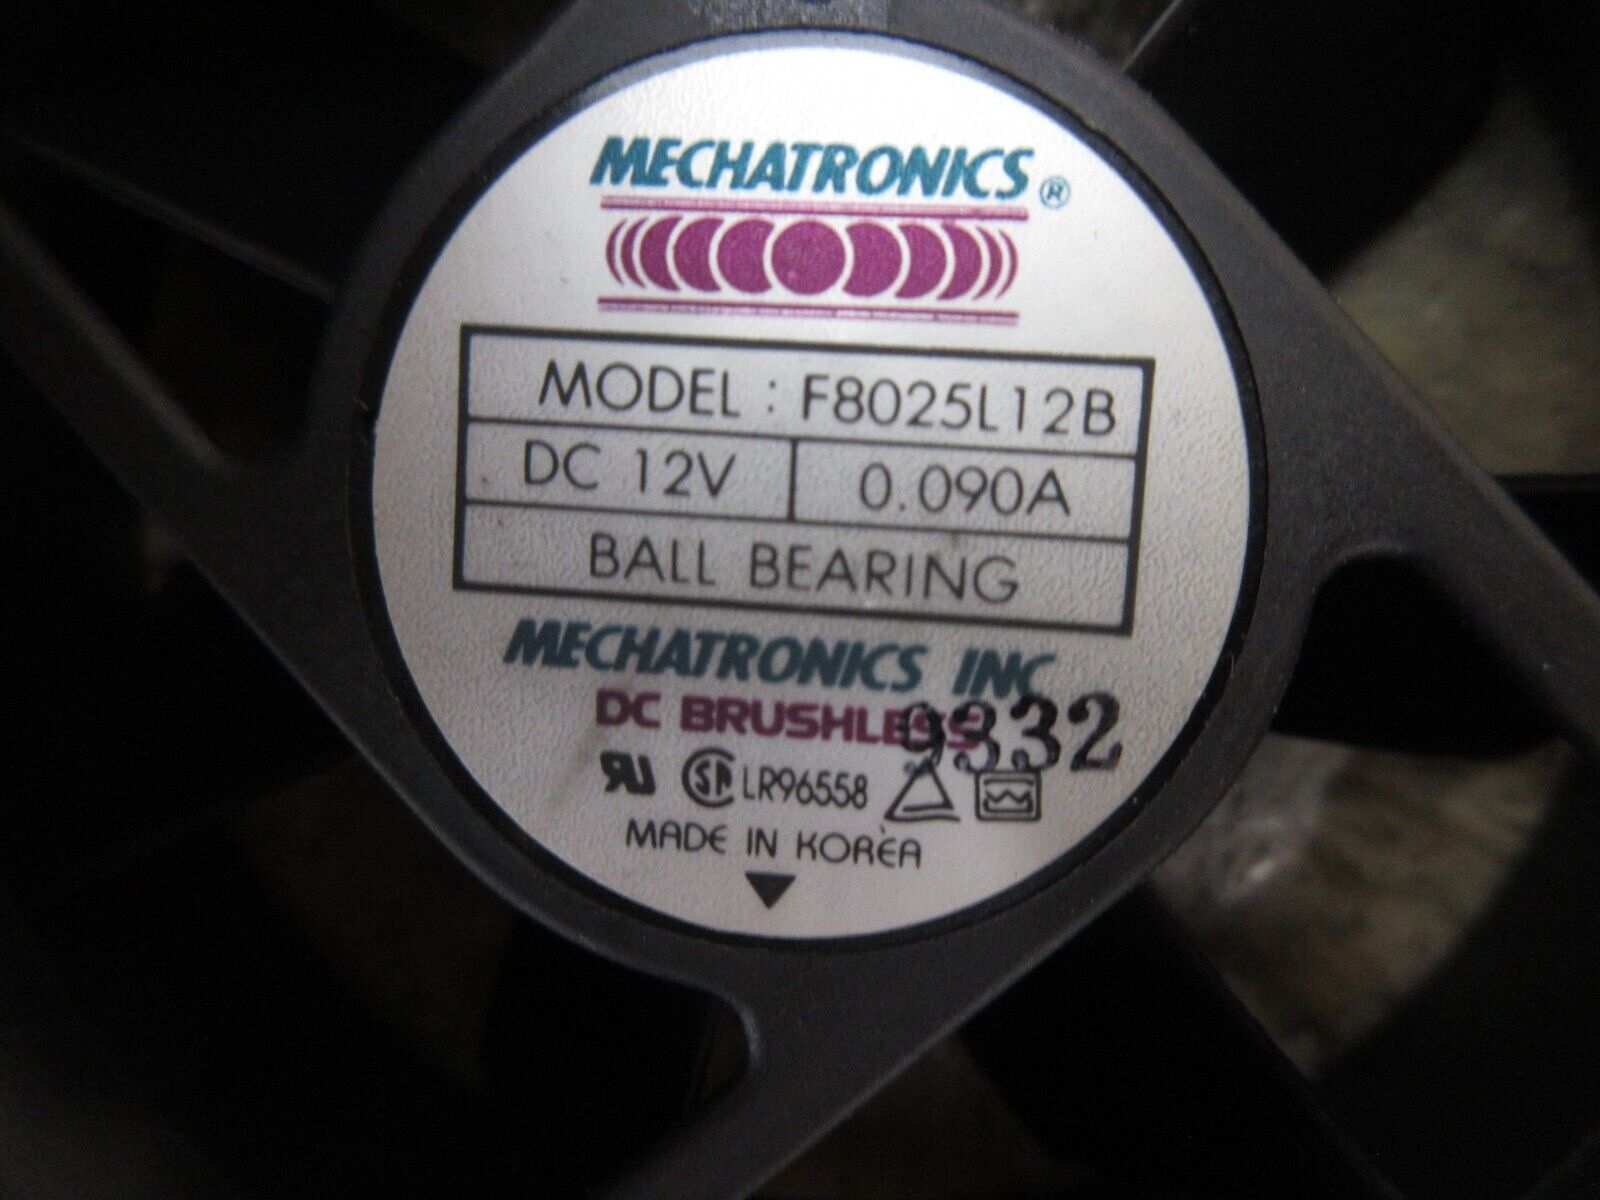 MECHATRONICS ®
MODEL : F8025L12B
DC 12V 0.090A
BALL BEARING
MECHATRONICS INC
DC BRUSHLESS
9332
LR96558
MADE IN KOREA